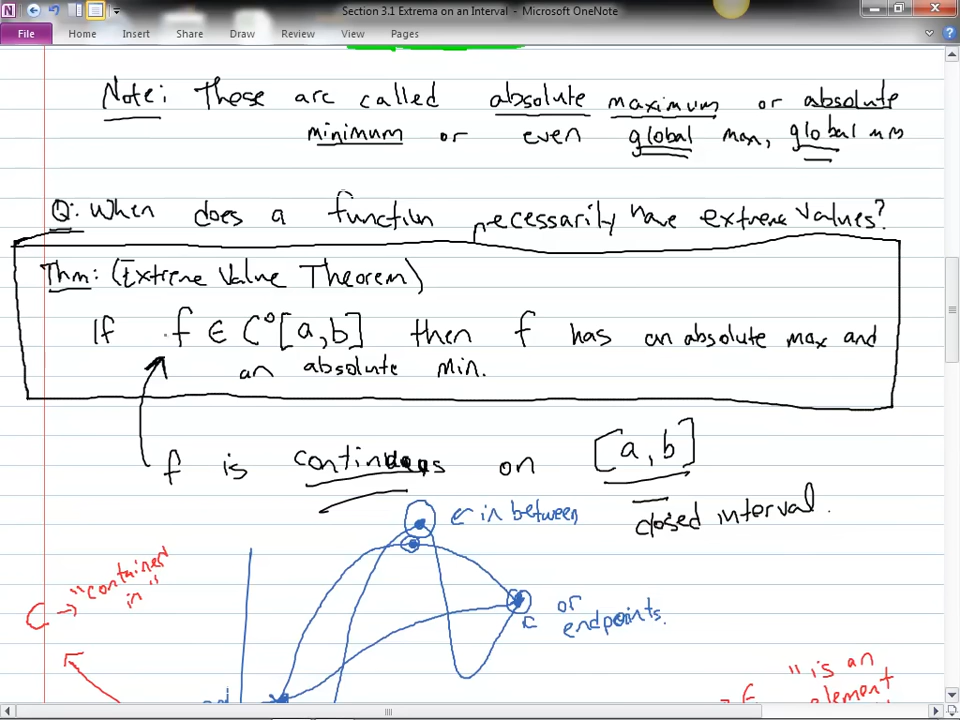 Section 3.1 Extrema on an Interval - Microsoft OneNote
File Home Insert Share Draw Review Pages
Note: These are called absolute maximum or absolute
minimum or even global max, global min
Q: When does a function necessarily have extreme values?
Thm: (Extreme Value Theorem)
If f ∈ C⁰[a,b] then f has an absolute max and
an absolute min.
f is continuous on [a,b]
closed interval.
← in between
or
endpoints.
⊂ → "contained
in"
∈ "is an
element